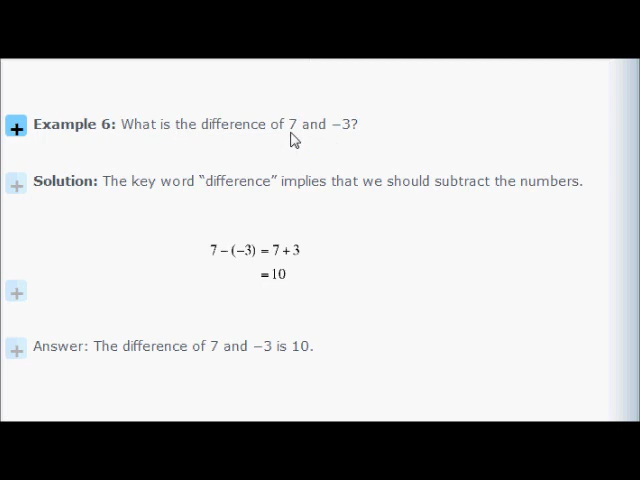 Example 6: What is the difference of 7 and −3?
Solution: The key word “difference” implies that we should subtract the numbers.
7 − (−3) = 7 + 3
= 10
Answer: The difference of 7 and −3 is 10.